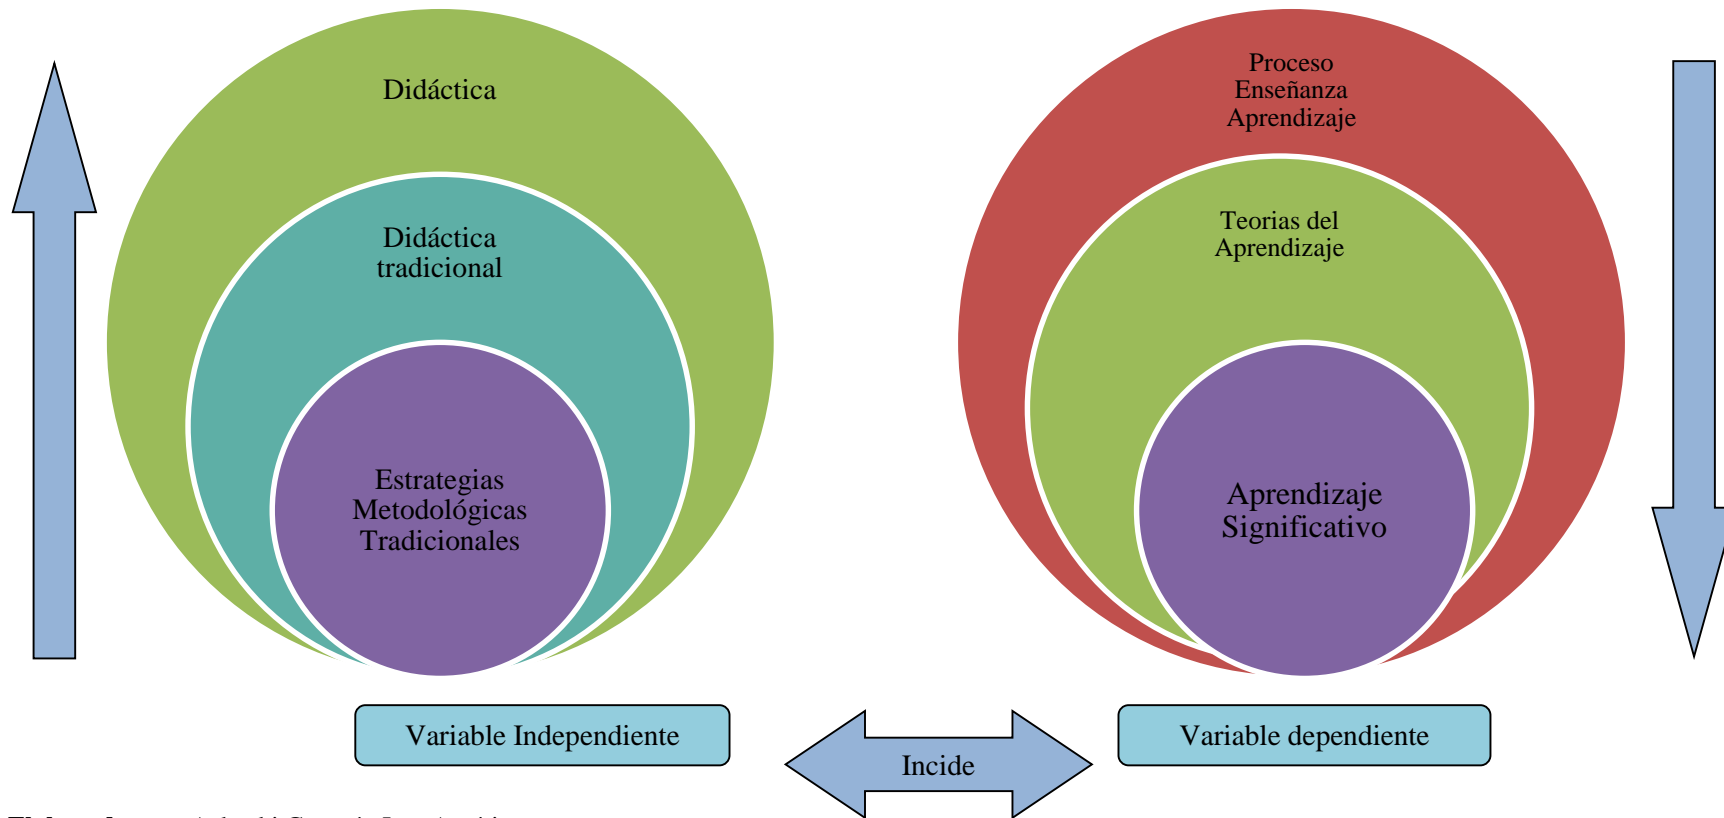 Didáctica
Didáctica
tradicional
Estrategias
Metodológicas
Tradicionales
Proceso
Enseñanza
Aprendizaje
Teorias del
Aprendizaje
Aprendizaje
Significativo
Variable Independiente
Incide
Variable dependiente